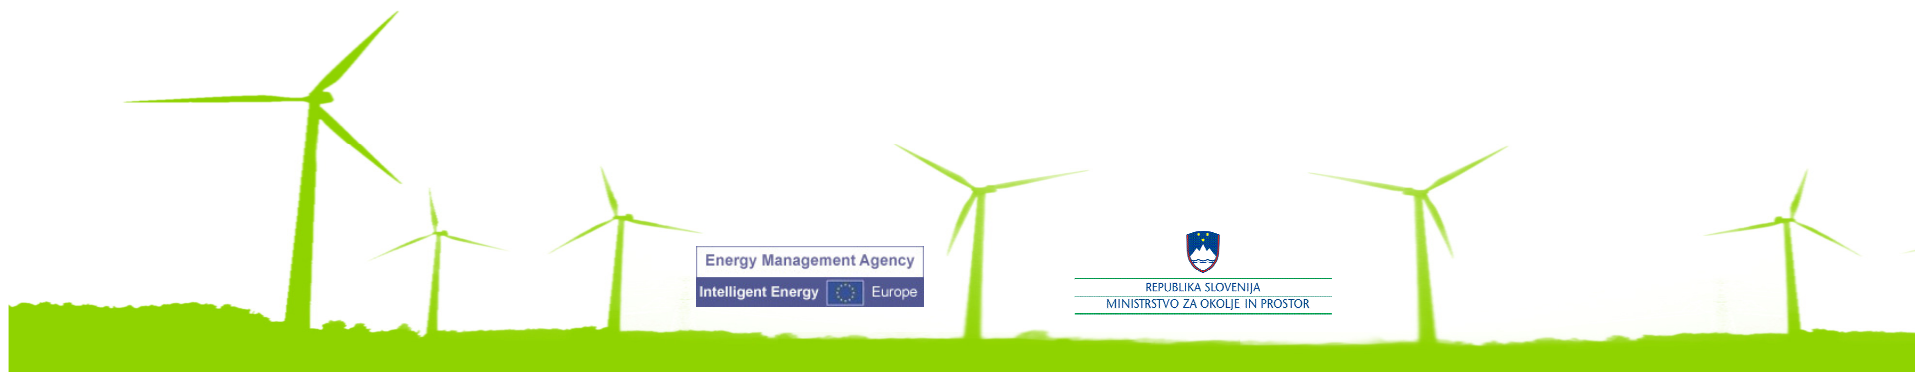 Energy Management Agency
Intelligent Energy Europe
REPUBLIKA SLOVENIJA
MINISTRSTVO ZA OKOLJE IN PROSTOR